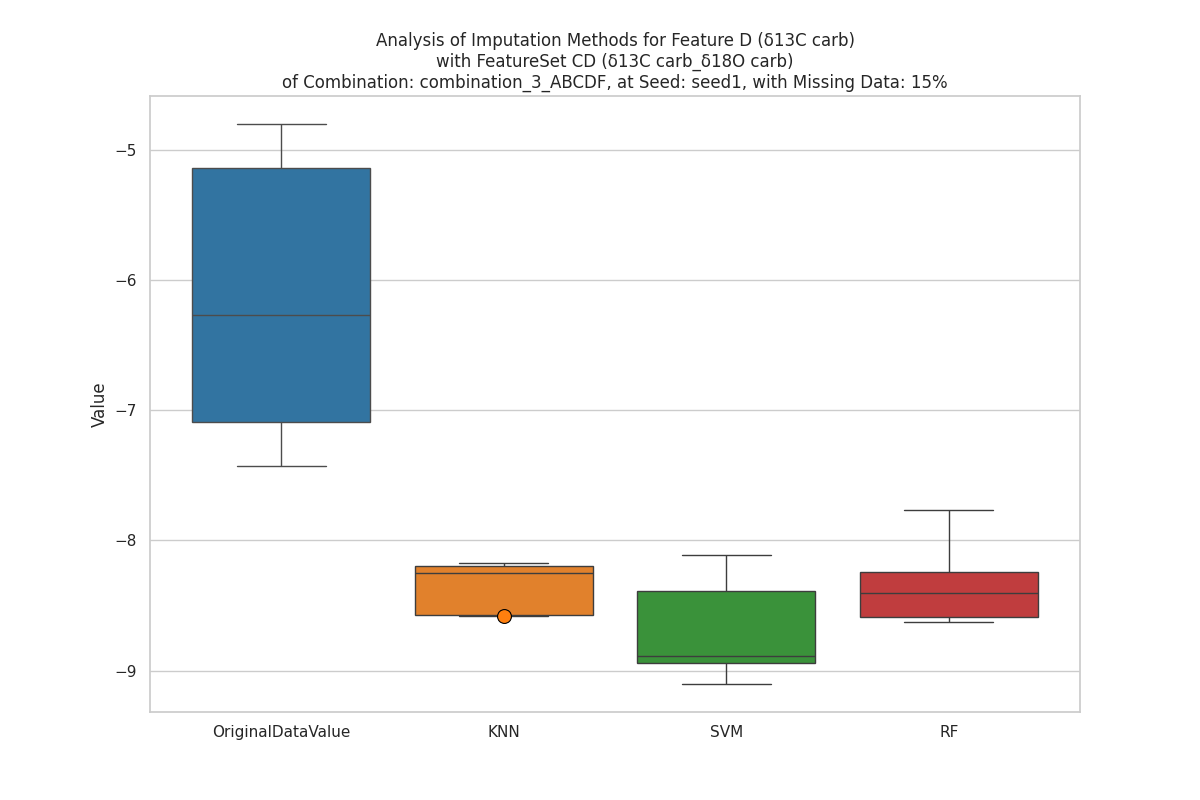 Analysis of Imputation Methods for Feature D (δ13C carb)
with FeatureSet CD (δ13C carb_δ18O carb)
of Combination: combination_3_ABCDF, at Seed: seed1, with Missing Data: 15%
Value
−5
−6
−7
−8
−9
OriginalDataValue
KNN
SVM
RF